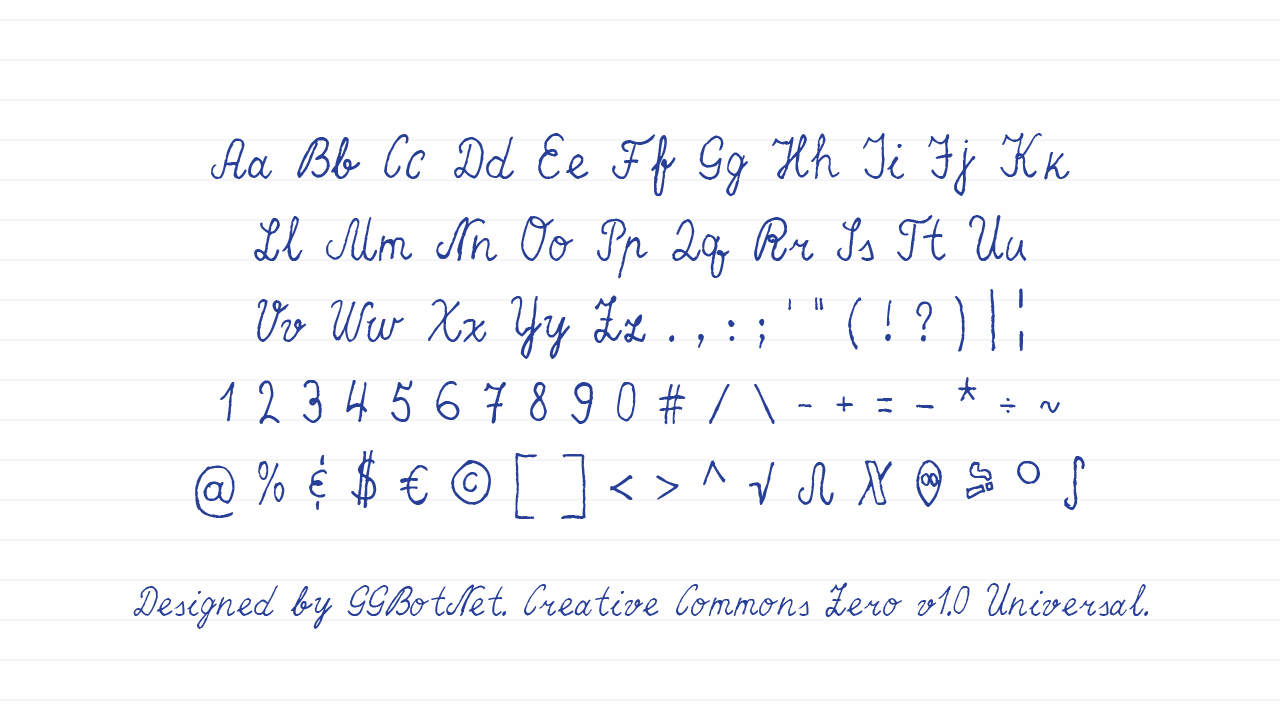 Aa Bb Cc Dd Ee Ff Gg Hh Ii Jj Kk
Ll Mm Nn Oo Pp Qq Rr Ss Tt Uu
Vv Ww Xx Yy Zz . , : ; ' " ( ! ? ) | ¦
1 2 3 4 5 6 7 8 9 0 # / \ - + = – * ÷ ~
@ % & $ € © [ ] < > ^ √ ° ∫
Designed by GGBotNet. Creative Commons Zero v1.0 Universal.